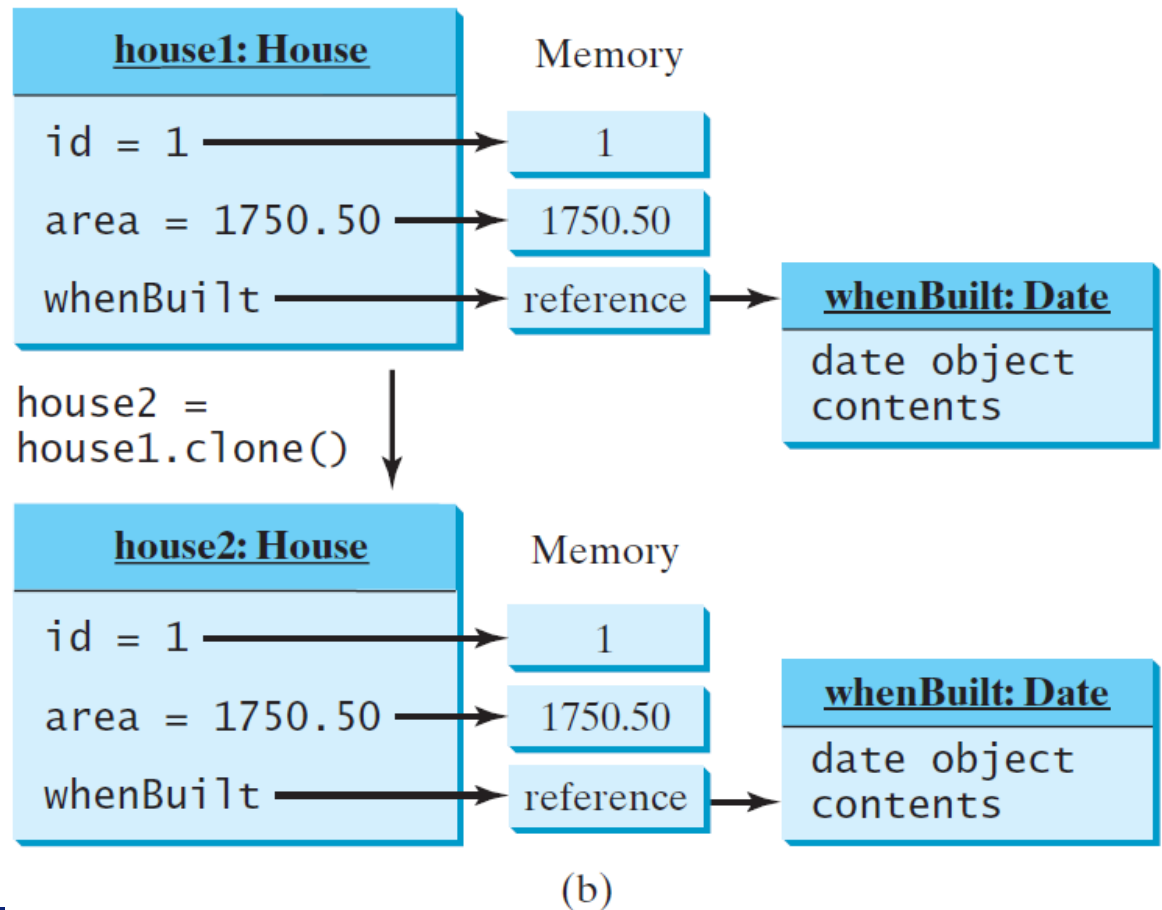 house1: House
Memory
id = 1
1
area = 1750.50
1750.50
whenBuilt
reference
whenBuilt: Date
date object
contents
house2 =
house1.clone()
house2: House
Memory
id = 1
1
area = 1750.50
1750.50
whenBuilt
reference
whenBuilt: Date
date object
contents
(b)